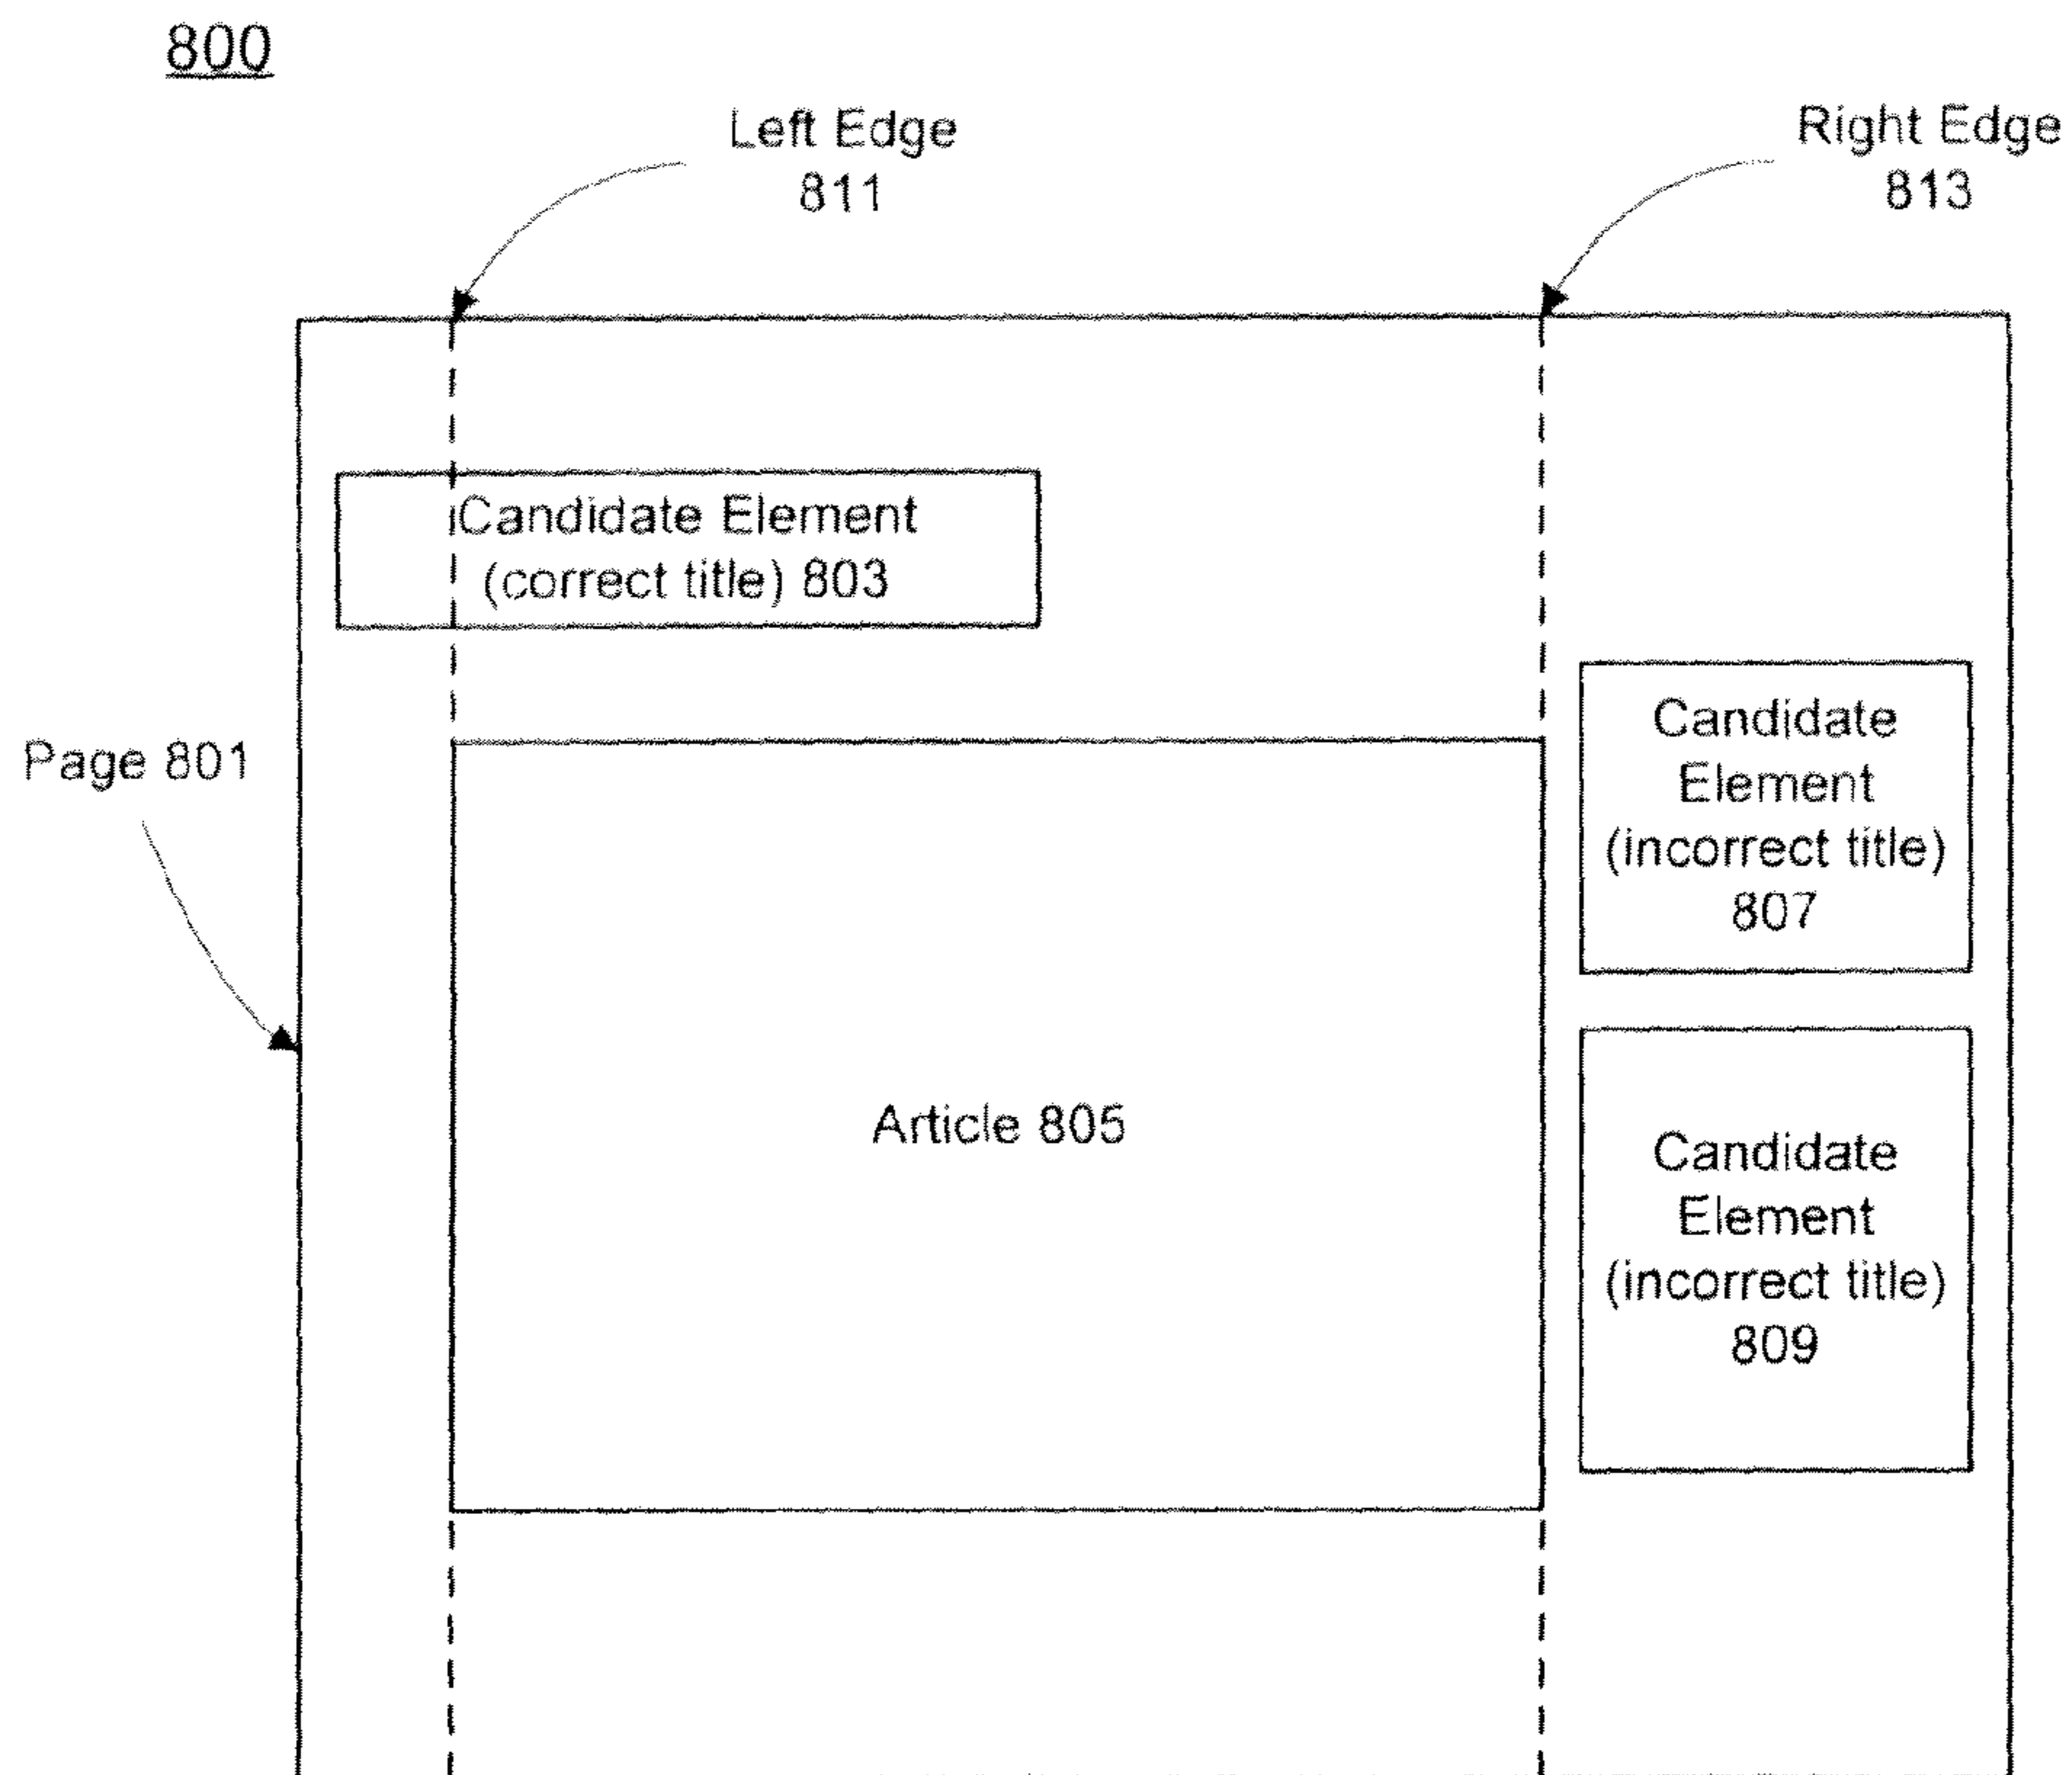 800
Left Edge
811
Right Edge
813
Candidate Element
(correct title) 803
Page 801
Candidate
Element
(incorrect title)
807
Article 805
Candidate
Element
(incorrect title)
809